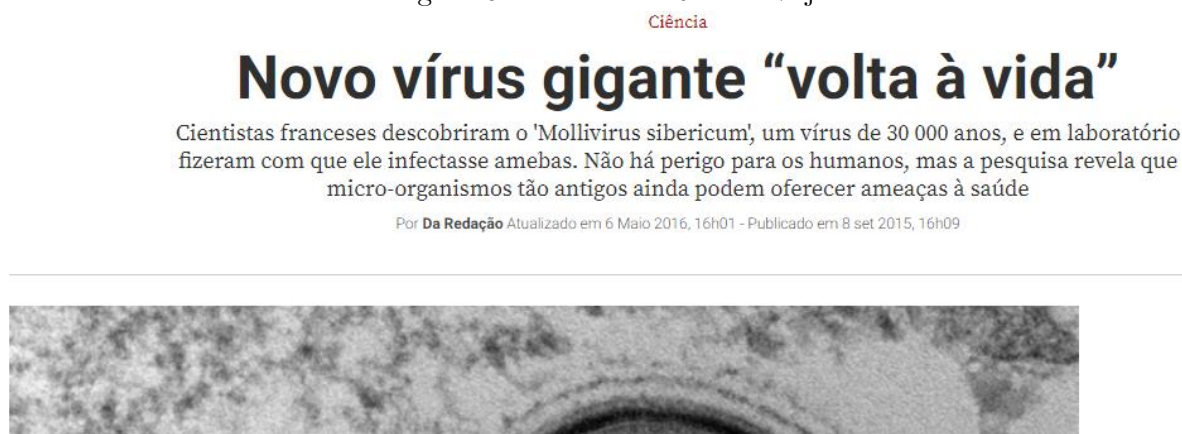 Ciência
Novo vírus gigante “volta à vida”
Cientistas franceses descobriram o 'Mollivirus sibericum', um vírus de 30 000 anos, e em laboratório
fizeram com que ele infectasse amebas. Não há perigo para os humanos, mas a pesquisa revela que
micro-organismos tão antigos ainda podem oferecer ameaças à saúde
Por Da Redação Atualizado em 6 Maio 2016, 16h01 - Publicado em 8 set 2015, 16h09